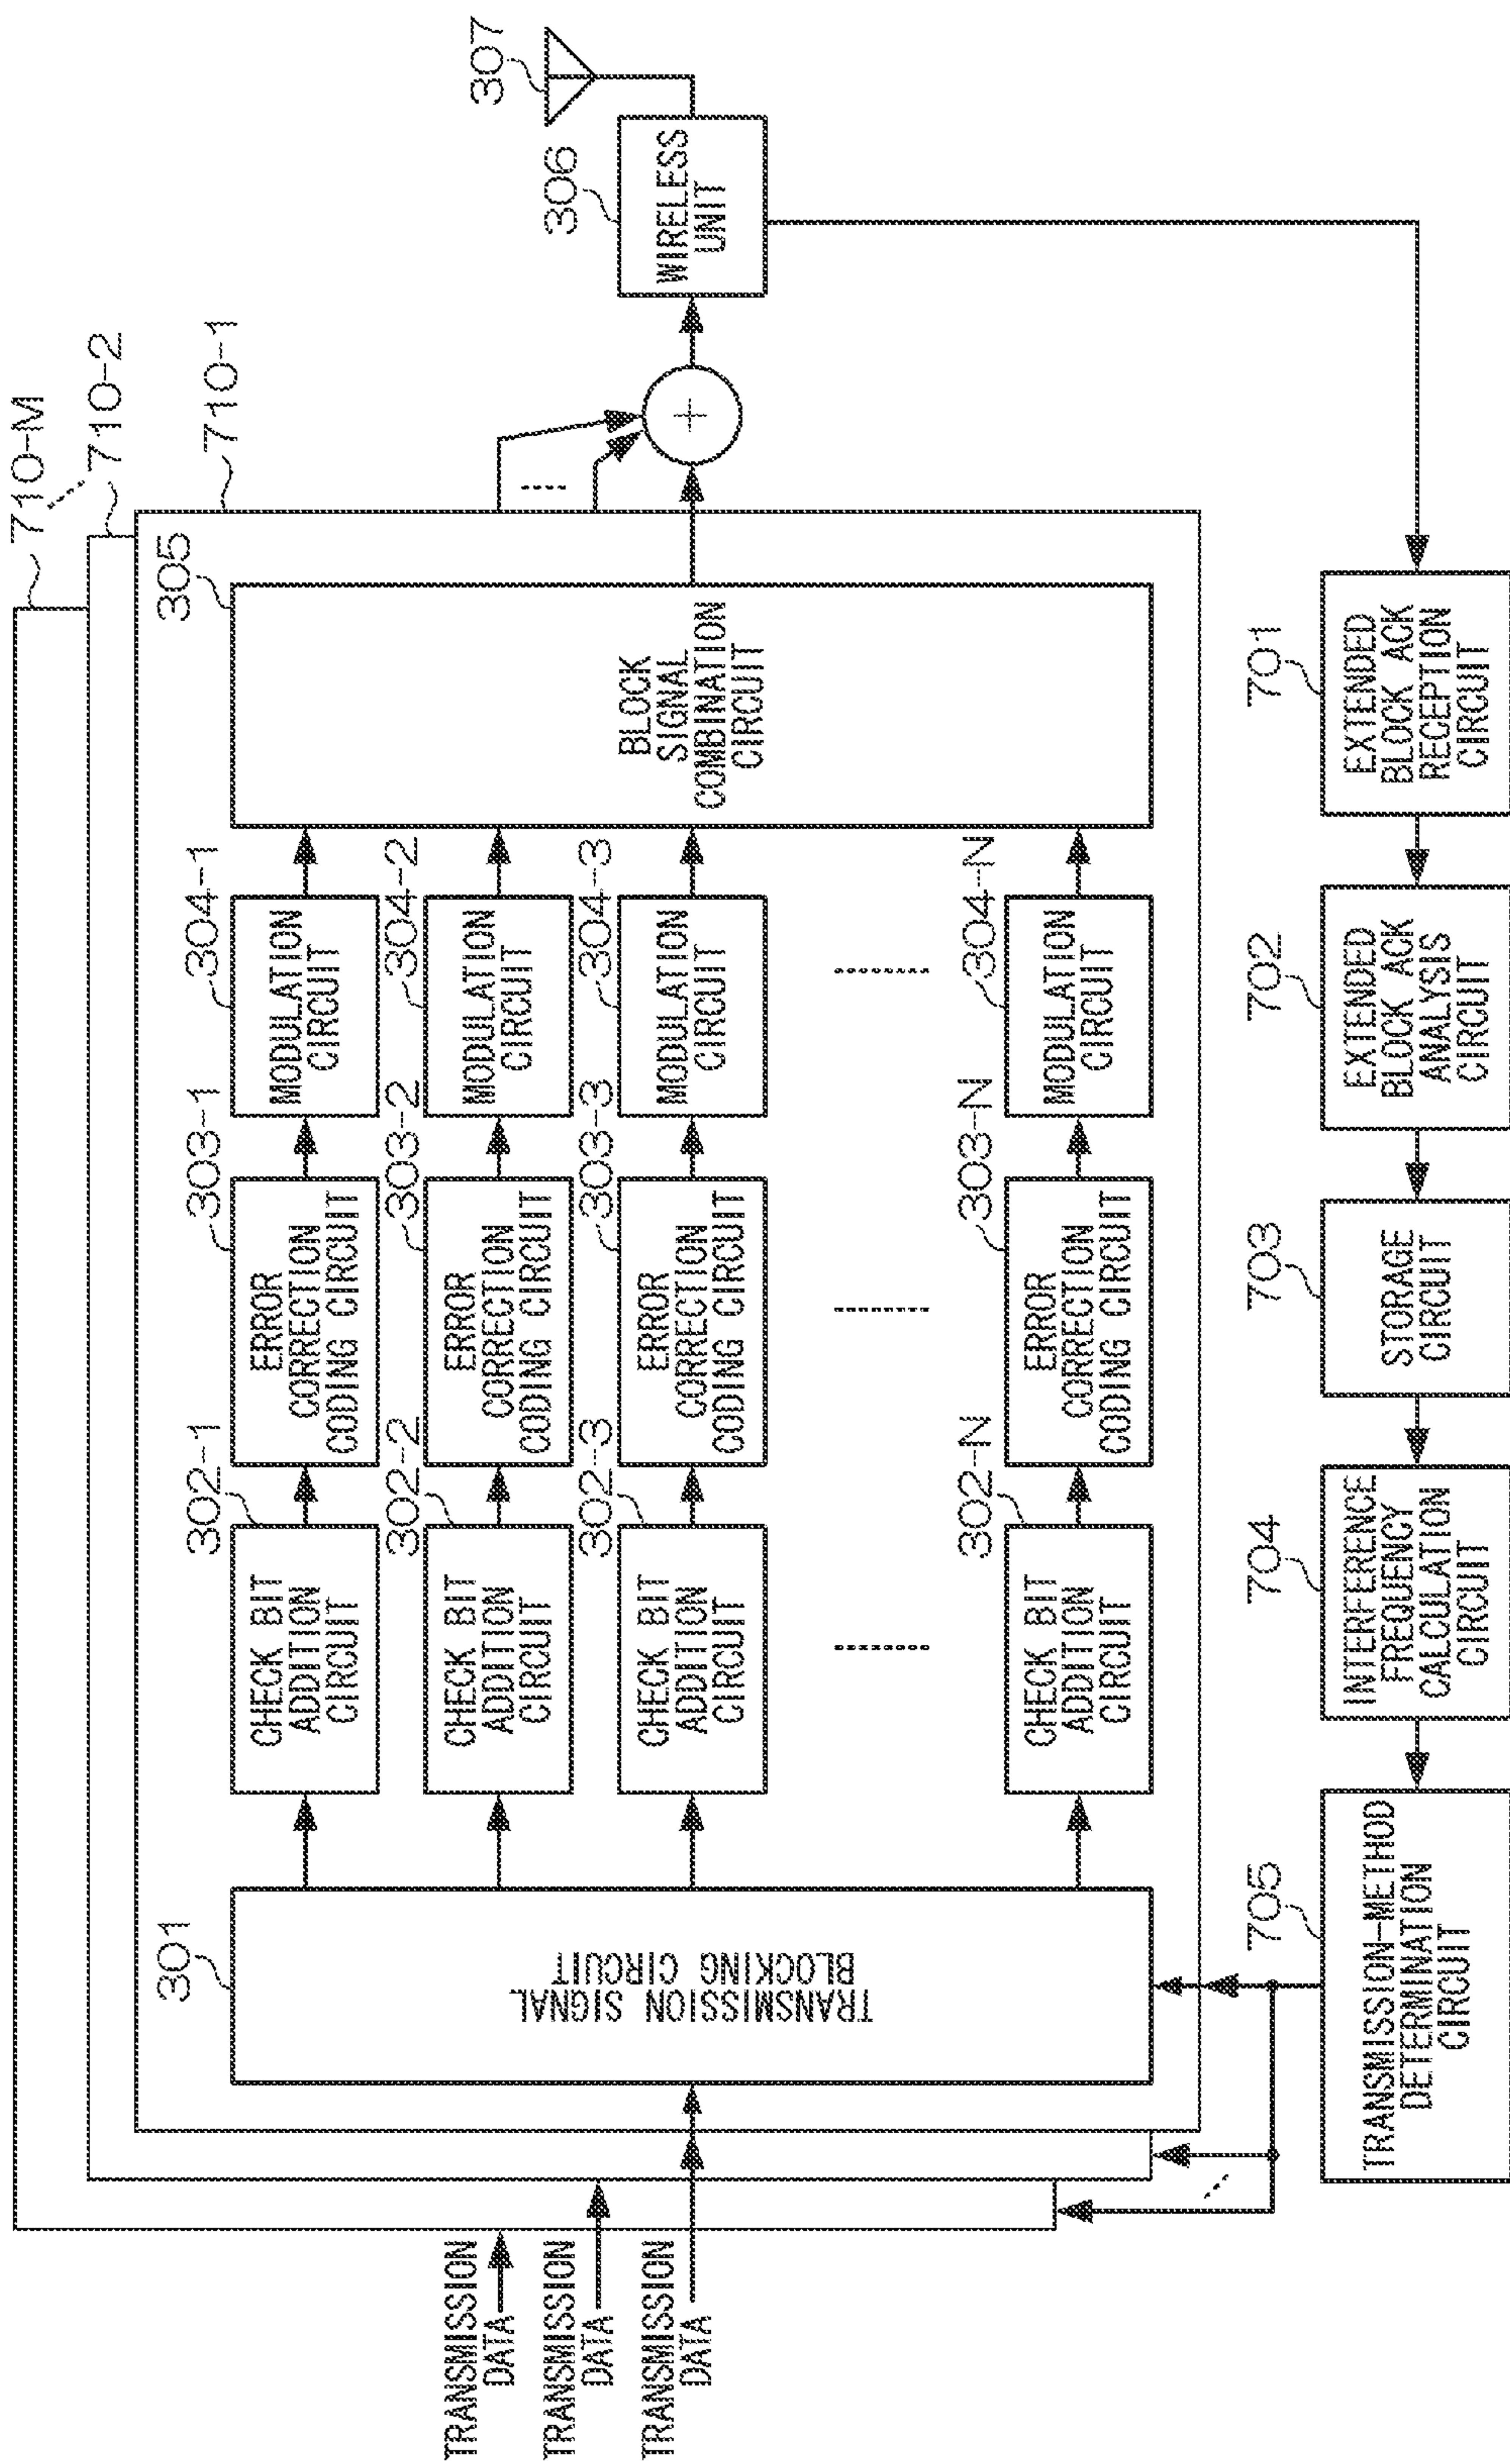 710-M
710-2
710-1
301
TRANSMISSION SIGNAL
BLOCKING CIRCUIT
302-1
CHECK BIT
ADDITION
CIRCUIT
303-1
ERROR
CORRECTION
CODING CIRCUIT
304-1
MODULATION
CIRCUIT
305
BLOCK
SIGNAL
COMBINATION
CIRCUIT
302-2
CHECK BIT
ADDITION
CIRCUIT
303-2
ERROR
CORRECTION
CODING CIRCUIT
304-2
MODULATION
CIRCUIT
302-3
CHECK BIT
ADDITION
CIRCUIT
303-3
ERROR
CORRECTION
CODING CIRCUIT
304-3
MODULATION
CIRCUIT
302-N
CHECK BIT
ADDITION
CIRCUIT
303-N
ERROR
CORRECTION
CODING CIRCUIT
304-N
MODULATION
CIRCUIT
TRANSMISSION
DATA
TRANSMISSION
DATA
TRANSMISSION
DATA
+
306
WIRELESS
UNIT
307
705
TRANSMISSION-METHOD
DETERMINATION
CIRCUIT
704
INTERFERENCE
FREQUENCY
CALCULATION
CIRCUIT
703
STORAGE
CIRCUIT
702
EXTENDED
BLOCK ACK
ANALYSIS
CIRCUIT
701
EXTENDED
BLOCK ACK
RECEPTION
CIRCUIT